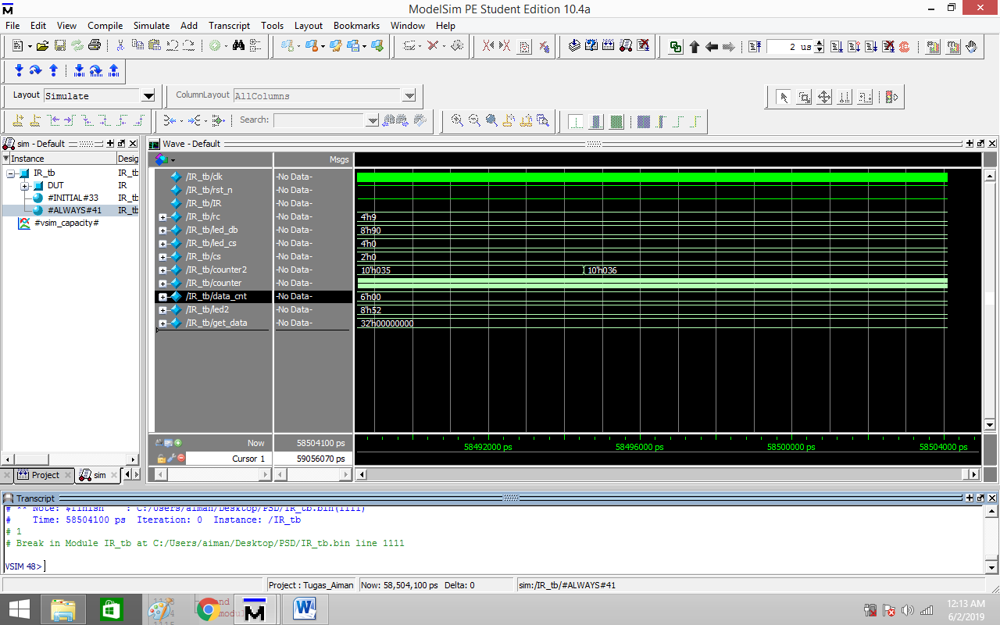 ModelSim PE Student Edition 10.4a
File Edit View Compile Simulate Add Transcript Tools Layout Bookmarks Window Help
2 us
Layout Simulate
ColumnLayout AllColumns
Search:
sim - Default
Instance Desig
IR_tb IR_tb
DUT IR
#INITIAL#33 IR_tb
#ALWAYS#41 IR_tb
#vsim_capacity#
Wave - Default
Msgs
/IR_tb/clk -No Data-
/IR_tb/rst_n -No Data-
/IR_tb/IR -No Data-
/IR_tb/rc -No Data- 4'h9
/IR_tb/led_db -No Data- 8'h90
/IR_tb/led_cs -No Data- 4'h0
/IR_tb/cs -No Data- 2'h0
/IR_tb/counter2 -No Data- 10'h035 10'h036
/IR_tb/counter -No Data-
/IR_tb/data_cnt -No Data- 6'h00
/IR_tb/led2 -No Data- 8'h52
/IR_tb/get_data -No Data- 32'h00000000
Now 58504100 ps
58492000 ps 58496000 ps 58500000 ps 58504000 ps
Cursor 1 59056070 ps
Project sim
Transcript
# ** Note: $finish : C:/Users/aiman/Desktop/PSD/IR_tb.bin(1111)
# Time: 58504100 ps Iteration: 0 Instance: /IR_tb
# 1
# Break in Module IR_tb at C:/Users/aiman/Desktop/PSD/IR_tb.bin line 1111
VSIM 48>
Project : Tugas_Aiman Now: 58,504,100 ps Delta: 0 sim:/IR_tb/#ALWAYS#41
12:13 AM
6/2/2019